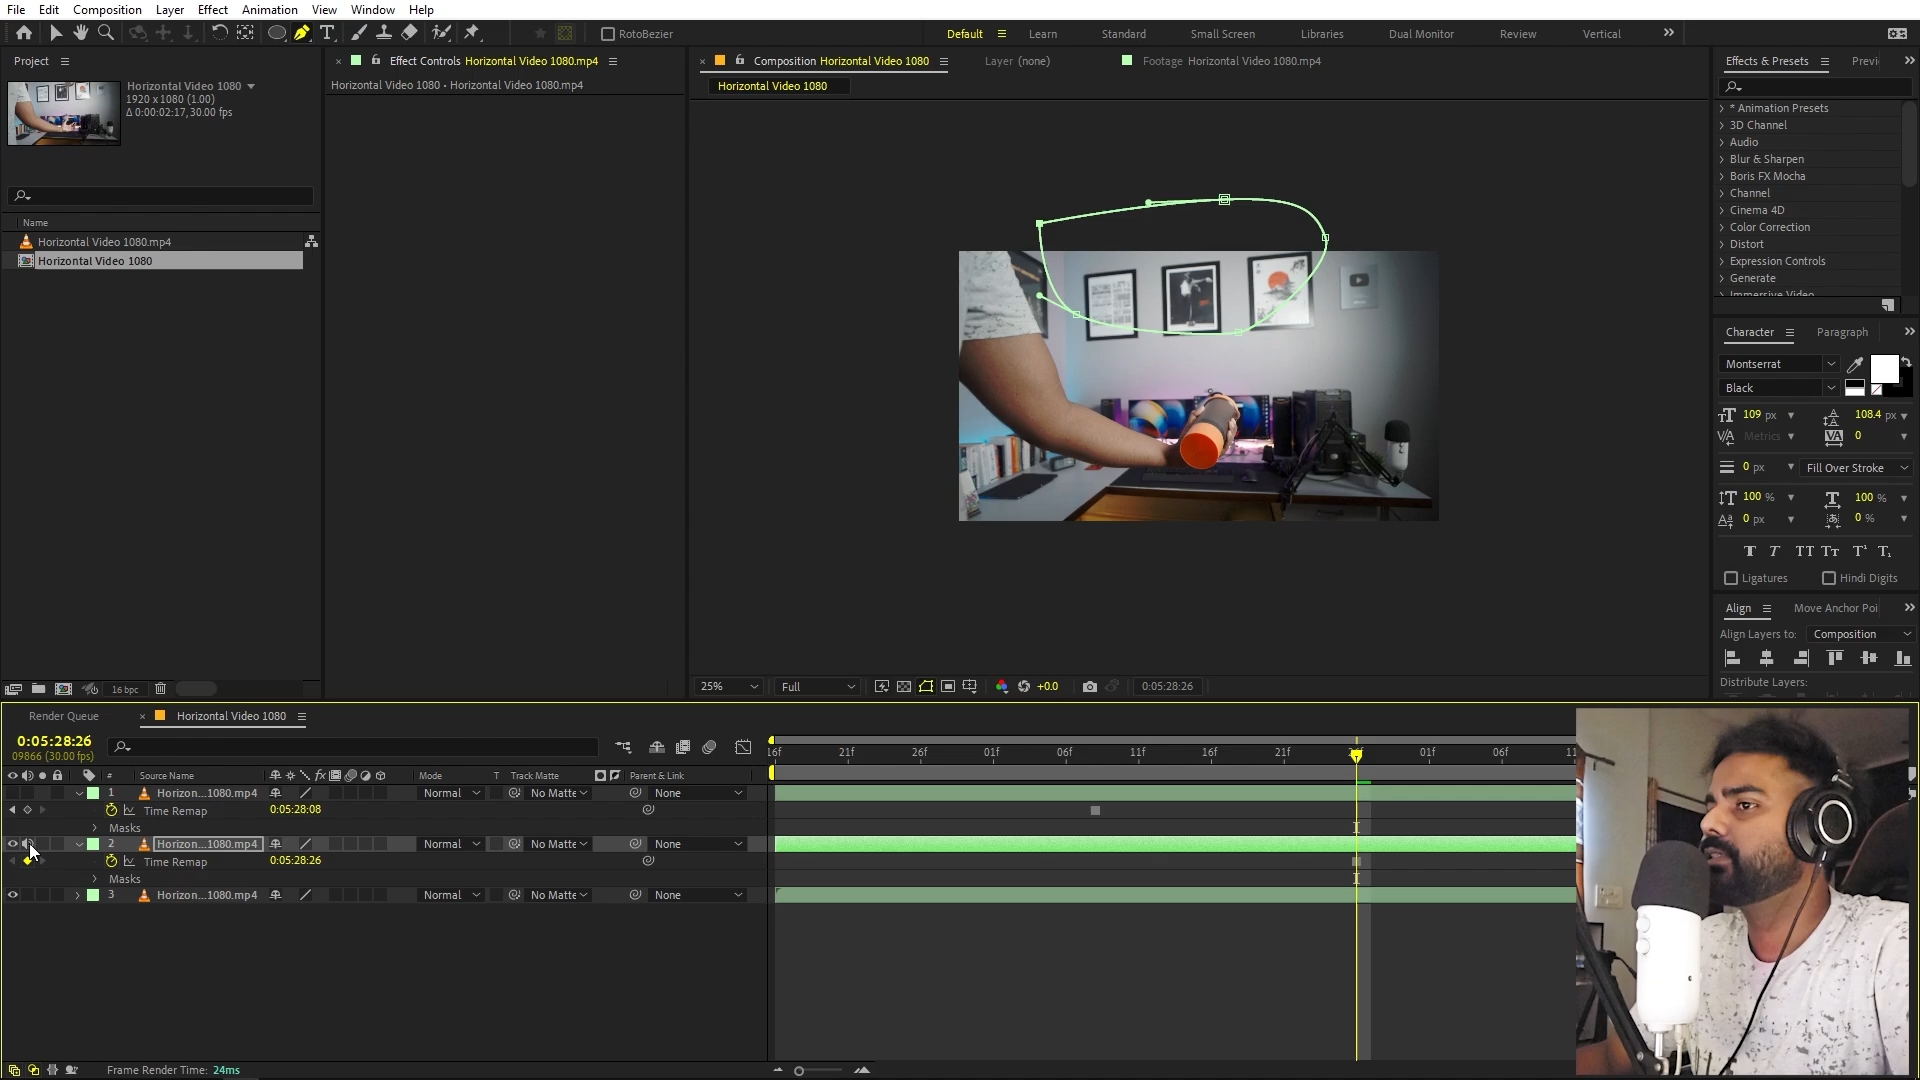 File Edit Composition Layer Effect Animation View Window Help
RotoBezier
Default Learn Standard Small Screen Libraries Dual Monitor Review Vertical
Project
Horizontal Video 1080
1920 x 1080 (1.00)
Δ 0:00:02:17, 30.00 fps
Name
Horizontal Video 1080.mp4
Horizontal Video 1080
16 bpc
Effect Controls Horizontal Video 1080.mp4
Horizontal Video 1080 • Horizontal Video 1080.mp4
Composition Horizontal Video 1080
Layer (none)
Footage Horizontal Video 1080.mp4
Horizontal Video 1080
25%
Full
+0.0
0:05:28:26
Effects & Presets
Previ
* Animation Presets
3D Channel
Audio
Blur & Sharpen
Boris FX Mocha
Channel
Cinema 4D
Color Correction
Distort
Expression Controls
Generate
Immersive Video
Character Paragraph
Montserrat
Black
109 px 108.4 px
Metrics 0
0 px Fill Over Stroke
100 % 100 %
0 px 0 %
T T TT Tt T¹ T₁
Ligatures Hindi Digits
Align Move Anchor Poi
Align Layers to: Composition
Distribute Layers:
Render Queue
Horizontal Video 1080
0:05:28:26
09866 (30.00 fps)
16f 21f 26f 01f 06f 11f 16f 21f 26f 01f 06f 11
# Source Name fx Mode T Track Matte Parent & Link
1 Horizon...1080.mp4 Normal No Matte None
Time Remap 0:05:28:08
Masks
2 Horizon...1080.mp4 Normal No Matte None
Time Remap 0:05:28:26
Masks
3 Horizon...1080.mp4 Normal No Matte None
Frame Render Time: 24ms